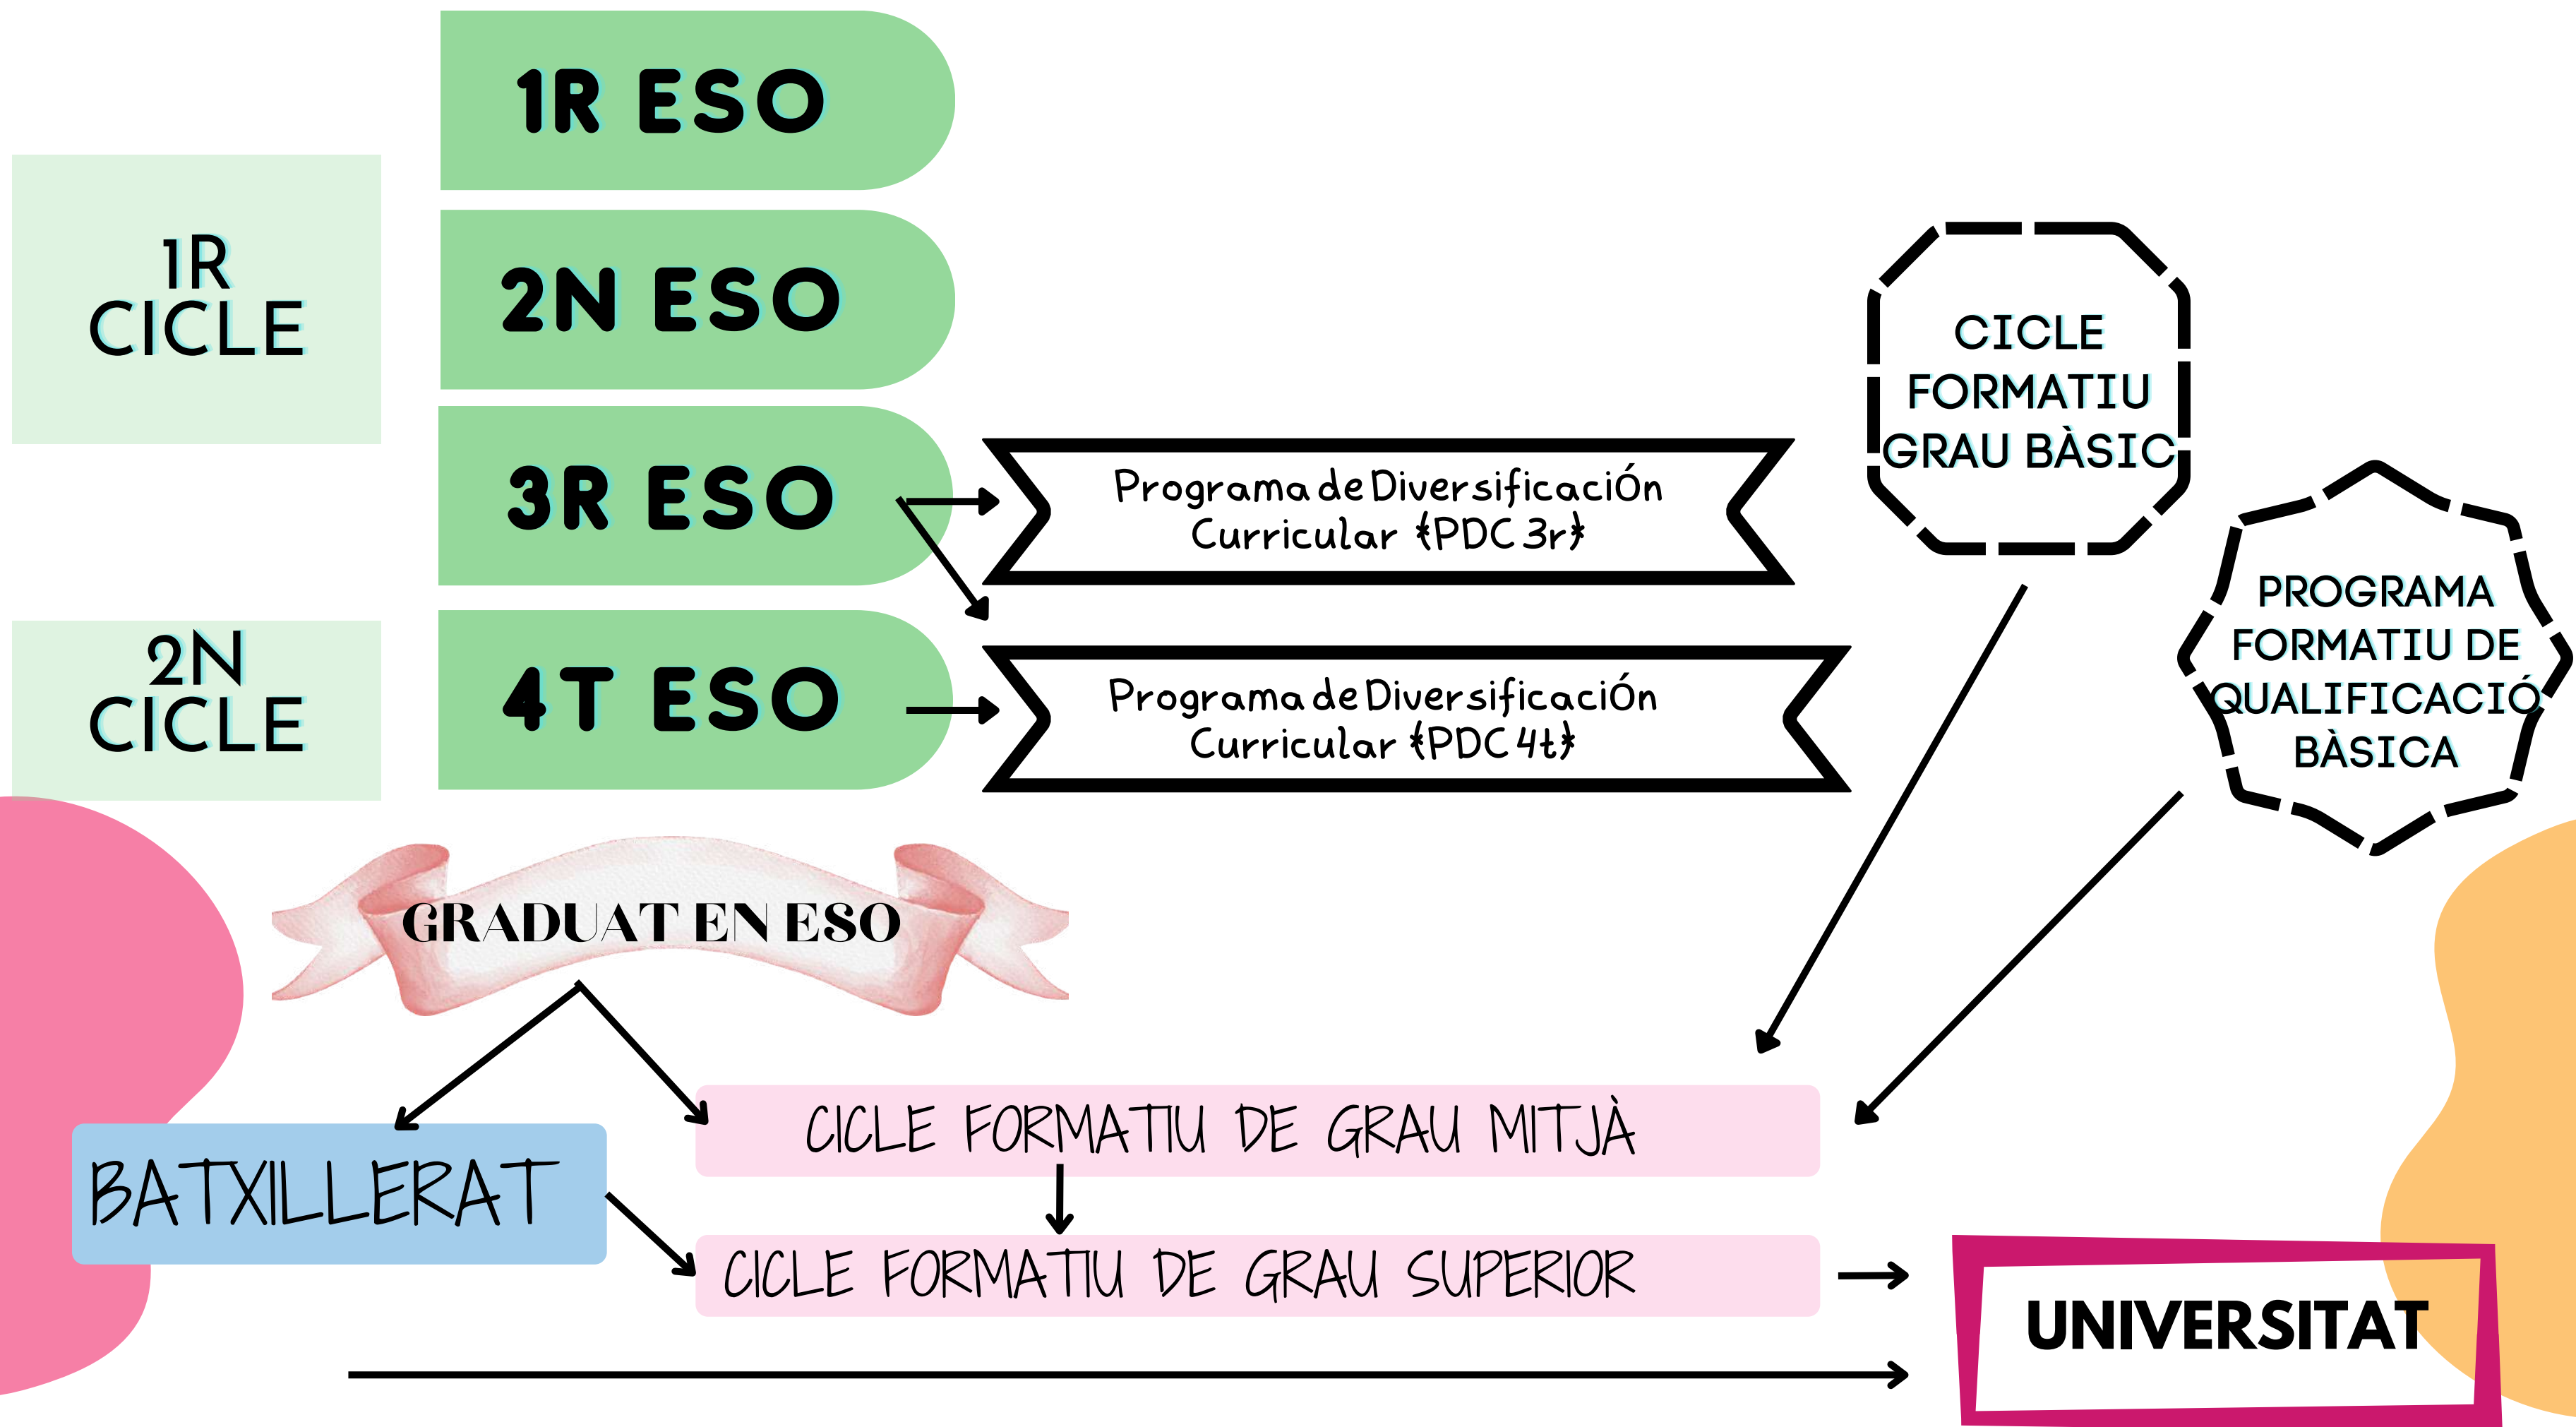 1R ESO
1R
CICLE
2N ESO
3R ESO
Programa de DiversificaciÓn
Curricular *(PDC 3r)*
2N
CICLE
4T ESO
Programa de DiversificaciÓn
Curricular *(PDC 4t)*
CICLE
FORMATIU
GRAU BÀSIC
PROGRAMA
FORMATIU DE
QUALIFICACIÓ
BÀSICA
GRADUAT EN ESO
BATXILLERAT
CICLE FORMATIU DE GRAU MITJÀ
CICLE FORMATIU DE GRAU SUPERIOR
UNIVERSITAT